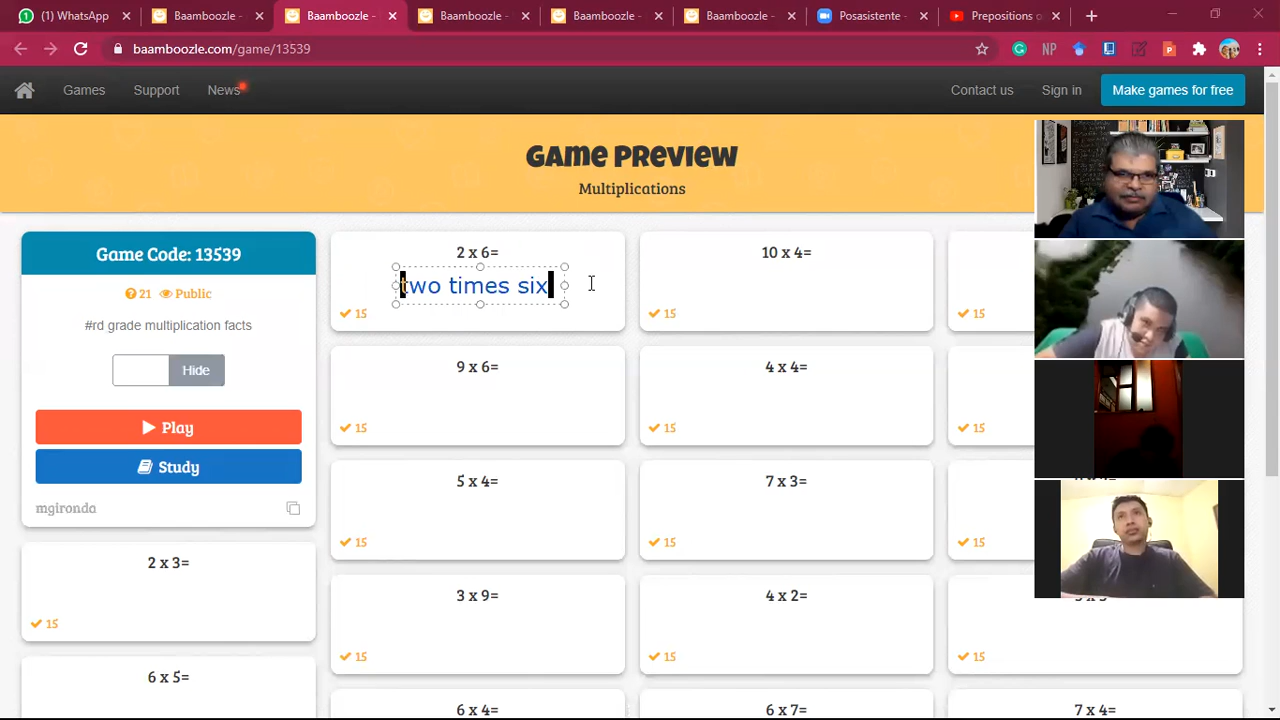 (1) WhatsApp
Baamboozle -
Baamboozle -
Baamboozle -
Baamboozle -
Baamboozle -
Posasistente -
Prepositions o
baamboozle.com/game/13539
NP
Games
Support
News
Contact us
Sign in
Make games for free
Game Preview
Multiplications
Game Code: 13539
21 Public
#rd grade multiplication facts
Hide
Play
Study
mgironda
2 x 6=
two times six
15
10 x 4=
15
15
9 x 6=
15
4 x 4=
15
15
5 x 4=
15
7 x 3=
15
15
2 x 3=
15
3 x 9=
15
4 x 2=
15
15
6 x 5=
6 x 4=
6 x 7=
7 x 4=